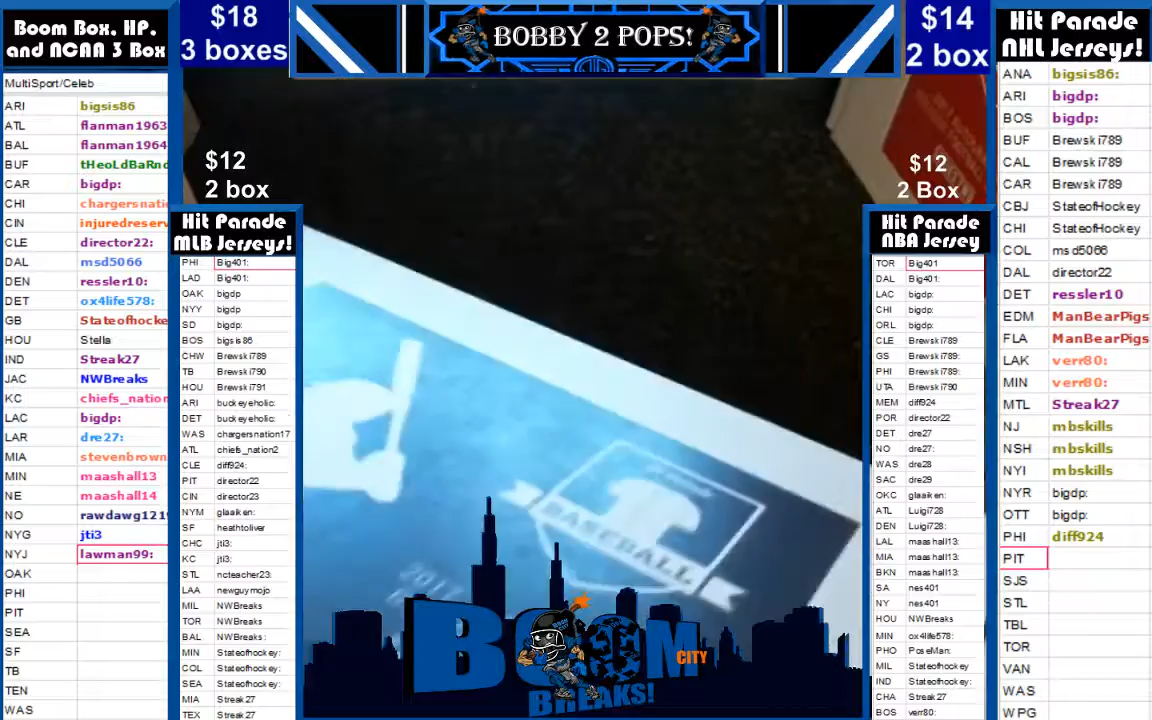 Boom Box, HP,
and NCAA 3 Box
MultiSport/Celeb
ARI bigsis86
ATL flanman1963
BAL flanman1964
BUF tHeoLdBaRnd
CAR bigdp:
CHI chargersnati
CIN injuredreserv
CLE director22:
DAL msd5066
DEN ressler10:
DET ox4life578:
GB Stateofhocke
HOU Stella
IND Streak27
JAC NWBreaks
KC chiefs_nation
LAC bigdp:
LAR dre27:
MIA stevenbrown
MIN maashall13
NE maashall14
NO rawdawg121
NYG jti3
NYJ lawman99:
OAK
PHI
PIT
SEA
SF
TB
TEN
WAS
$18
3 boxes
BOBBY 2 POPS!
$14
2 box
$12
2 box
Hit Parade
MLB Jerseys!
PHI Big401:
LAD Big401:
OAK bigdp
NYY bigdp
SD bigdp:
BOS bigsis86
CHW Brewski789
TB Brewski790
HOU Brewski791
ARI buckeyeholic:
DET buckeyeholic:
WAS chargersnation17
ATL chiefs_nation2
CLE diff924:
PIT director22
CIN director23
NYM glaaiken:
SF heathtoliver
CHC jti3:
KC jti3:
STL ncteacher23:
LAA newguymojo
MIL NWBreaks
TOR NWBreaks
BAL NWBreaks:
MIN Stateofhockey:
COL Stateofhockey:
SEA Stateofhockey:
MIA Streak27
TEX Streak27
BASEBALL
BOOM
CITY
BREAKS!
$12
2 Box
Hit Parade
NBA Jersey
TOR Big401
DAL Big401:
LAC bigdp:
CHI bigdp:
ORL bigdp:
CLE Brewski789
GS Brewski789:
PHI Brewski789:
UTA Brewski790
MEM diff924
POR director22
DET dre27
NO dre27:
WAS dre28
SAC dre29
OKC glaaiken:
ATL Luigi728:
DEN Luigi728:
LAL maashall13:
MIA maashall13:
BKN maashall13:
SA nes401
NY nes401
HOU NWBreaks
MIN ox4life578:
PHO PoseMan:
MIL Stateofhockey
IND Stateofhockey:
CHA Streak27
BOS verr80:
Hit Parade
NHL Jerseys!
ANA bigsis86:
ARI bigdp:
BOS bigdp:
BUF Brewski789
CAL Brewski789
CAR Brewski789
CBJ StateofHockey
CHI StateofHockey
COL msd5066
DAL director22
DET ressler10
EDM ManBearPigs
FLA ManBearPigs
LAK verr80:
MIN verr80:
MTL Streak27
NJ mbskills
NSH mbskills
NYI mbskills
NYR bigdp:
OTT bigdp:
PHI diff924
PIT
SJS
STL
TBL
TOR
VAN
WAS
WPG